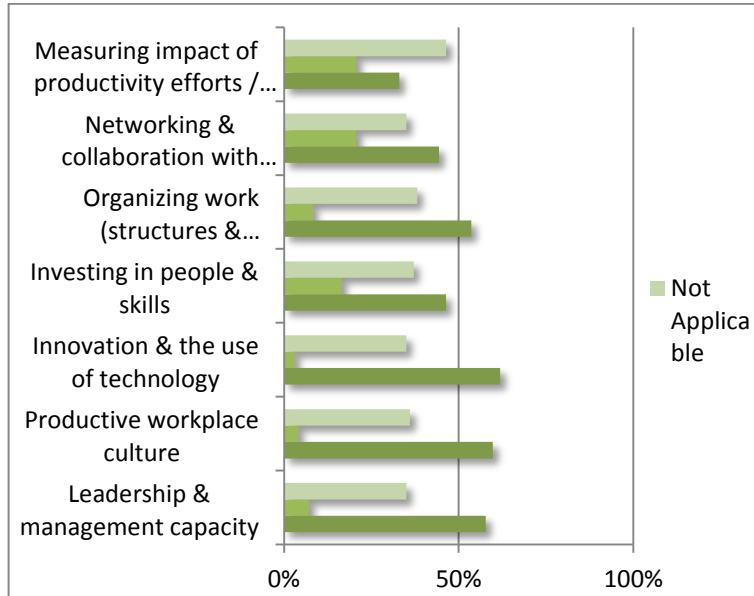 Measuring impact of
productivity efforts /...
Networking &
collaboration with...
Organizing work
(structures &...
Investing in people &
skills
Innovation & the use
of technology
Productive workplace
culture
Leadership &
management capacity
0%
50%
100%
Not
Applica
ble